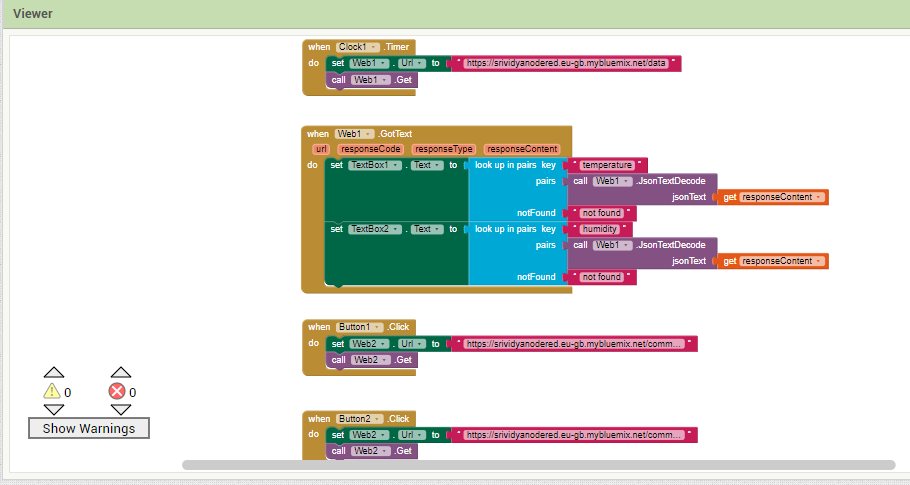 Viewer
when Clock1 .Timer
do set Web1 . Url to " https://srividyanodered.eu-gb.mybluemix.net/data "
call Web1 .Get
when Web1 .GotText
url responseCode responseType responseContent
do set TextBox1 . Text to look up in pairs key " temperature "
pairs call Web1 .JsonTextDecode
jsonText get responseContent
notFound " not found "
set TextBox2 . Text to look up in pairs key " humidity "
pairs call Web1 .JsonTextDecode
jsonText get responseContent
notFound " not found "
when Button1 .Click
do set Web2 . Url to " https://srividyanodered.eu-gb.mybluemix.net/comm... "
call Web2 .Get
0 0
Show Warnings
when Button2 .Click
do set Web2 . Url to " https://srividyanodered.eu-gb.mybluemix.net/comm... "
call Web2 .Get